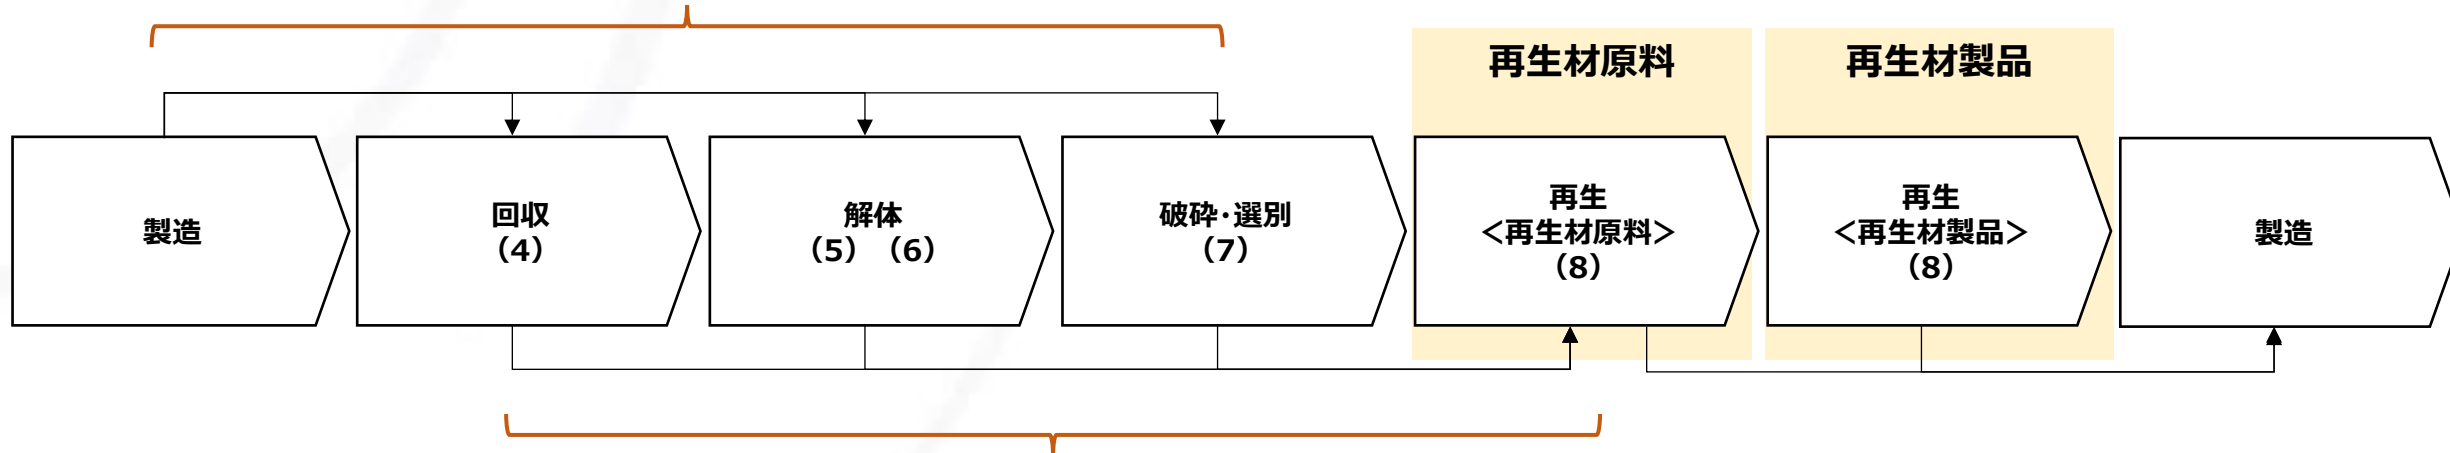 再生材原料
再生材製品
製造
回収
（4）
解体
（5）（6）
破砕・選別
（7）
再生
＜再生材原料＞
（8）
再生
＜再生材製品＞
（8）
製造